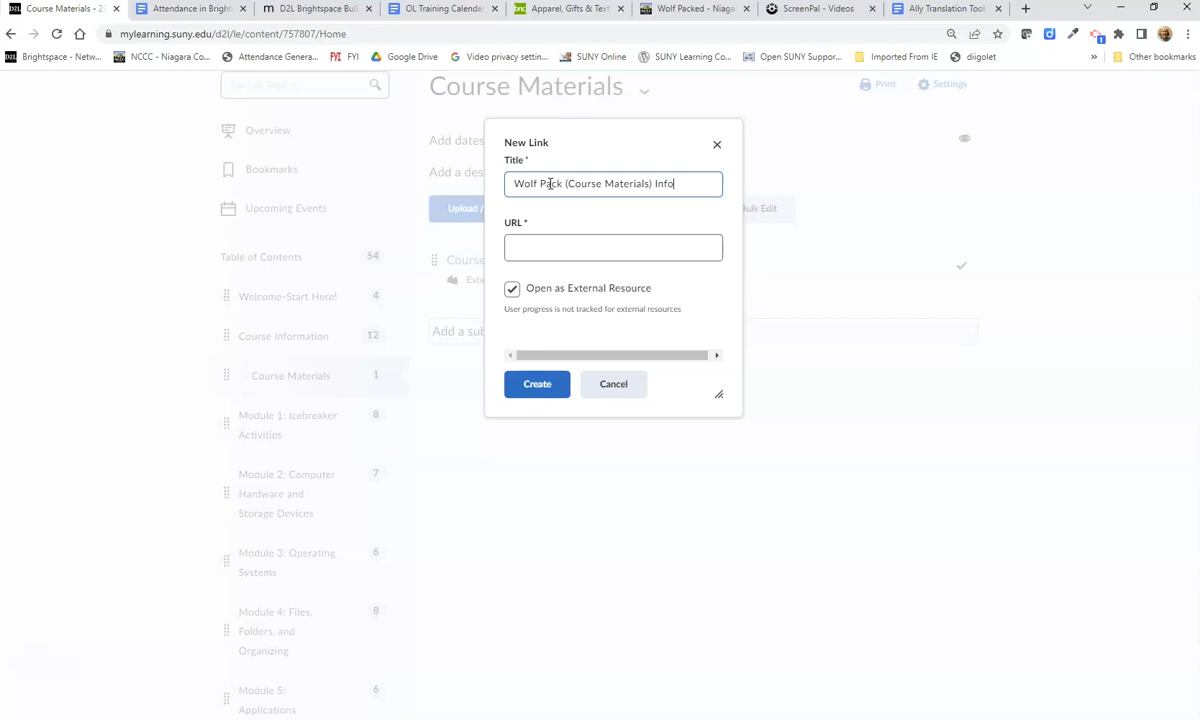 Course Materials - 2
Attendance in Bright
D2L Brightspace Bui
OL Training Calende
Apparel, Gifts & Text
Wolf Packed - Niaga
ScreenPal - Videos
Ally Translation Tool
mylearning.suny.edu/d2l/le/content/757807/Home
Brightspace - Netw...
NCCC - Niagara Co...
Attendance Genera...
FYI
Google Drive
Video privacy settin...
SUNY Online
SUNY Learning Co...
Open SUNY Suppor...
Imported From IE
diigolet
»
Other bookmarks
Course Materials
Print
Settings
Overview
Bookmarks
Upcoming Events
Table of Contents 54
Welcome-Start Here! 4
Course Information 12
Course Materials 1
Module 1: Icebreaker 8
Activities
Module 2: Computer 7
Hardware and
Storage Devices
Module 3: Operating 6
Systems
Module 4: Files, 8
Folders, and
Organizing
Module 5: 6
Applications
Add dates
Add a des
Upload /
ulk Edit
Course
Exte
Add a sub
New Link
Title *
Wolf Pack (Course Materials) Info
URL *
Open as External Resource
User progress is not tracked for external resources
Create
Cancel